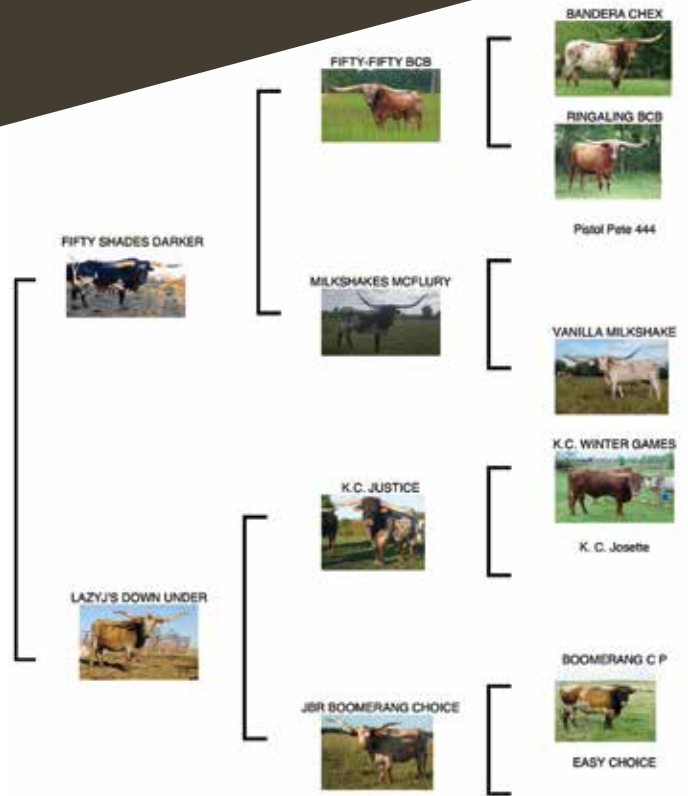 BANDERA CHEX
FIFTY-FIFTY BCB
RINGALING BCB
Pistol Pete 444
FIFTY SHADES DARKER
MILKSHAKES MCFLURY
VANILLA MILKSHAKE
K.C. WINTER GAMES
K.C. JUSTICE
K. C. Josette
LAZYJ'S DOWN UNDER
BOOMERANG C P
JBR BOOMERANG CHOICE
EASY CHOICE